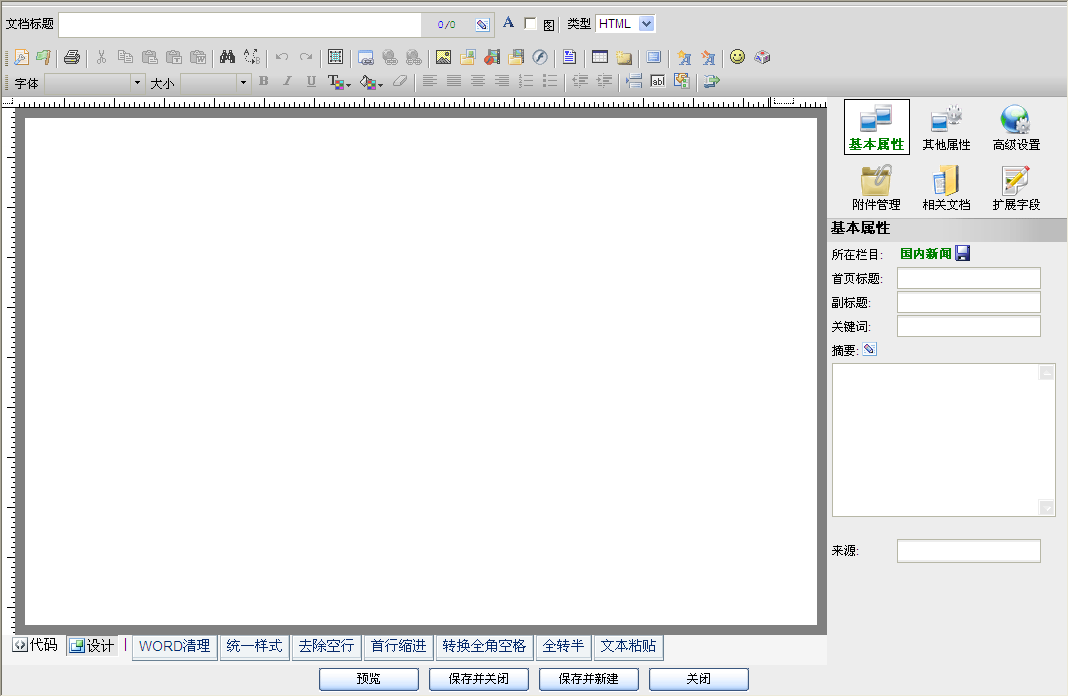 文档标题 0/0 A 图 类型 HTML
字体 大小 B I U T abl
基本属性 其他属性 高级设置
附件管理 相关文档 扩展字段
基本属性
所在栏目: 国内新闻
首页标题:
副标题:
关键词:
摘要:
来源:
代码 设计 WORD清理 统一样式 去除空行 首行缩进 转换全角空格 全转半 文本粘贴
预览 保存并关闭 保存并新建 关闭